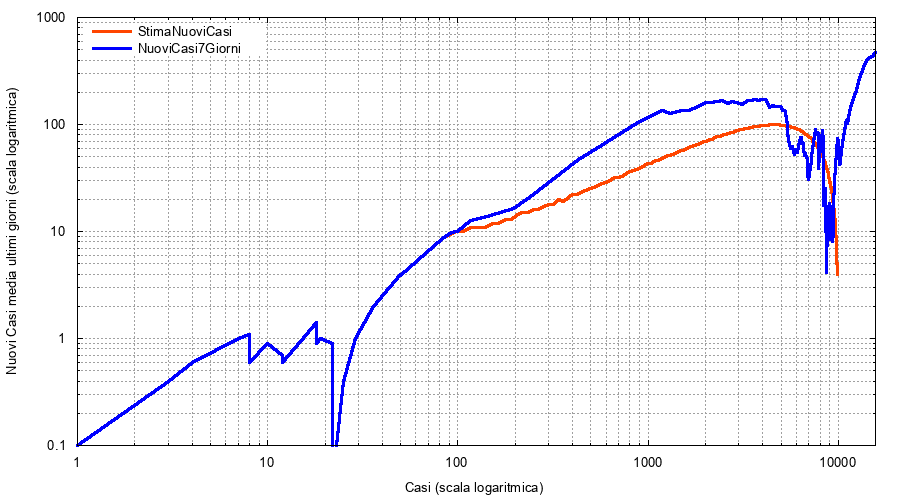 StimaNuoviCasi
NuoviCasi7Giorni
Nuovi Casi media ultimi giorni (scala logaritmica)
1000
100
10
1
0.1
1 10 100 1000 10000
Casi (scala logaritmica)